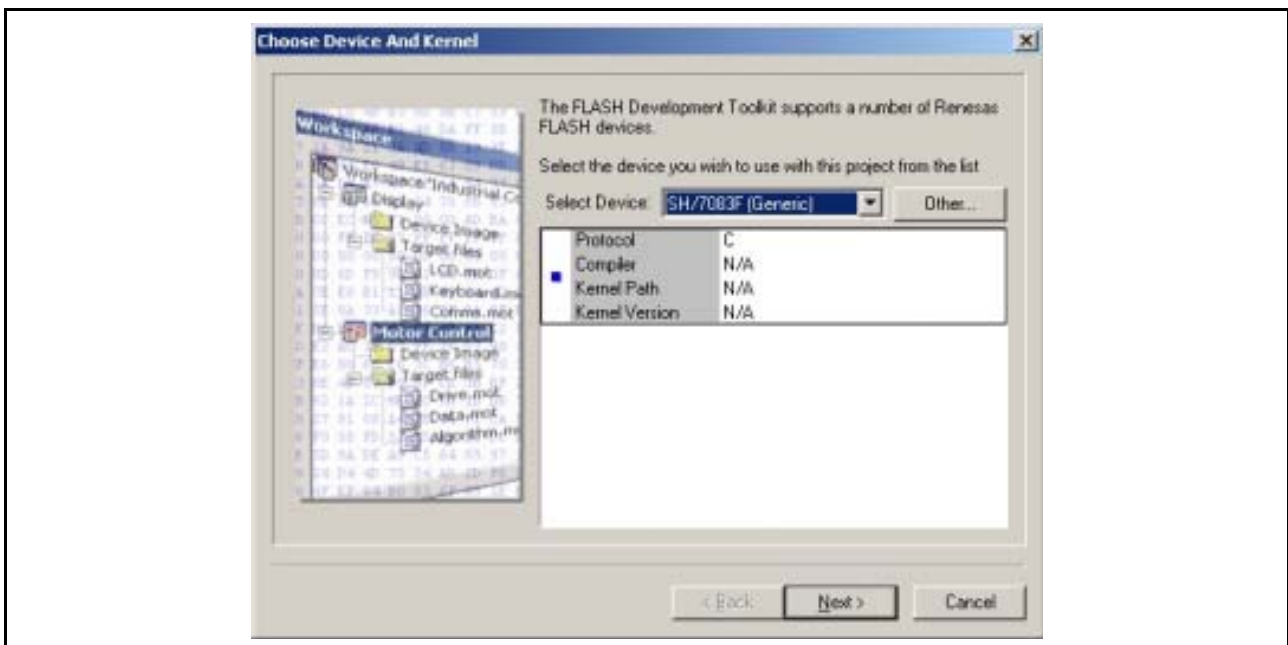 Choose Device And Kernel
Workspace
Workspace "Industrial Co
Display
Device Image
Target files
LCD.mot
Keyboard.m
Comms.mot
Motor Control
Device Image
Target files
Drive.mot
Data.mot
Algorithm.m
The FLASH Development Toolkit supports a number of Renesas
FLASH devices.
Select the device you wish to use with this project from the list
Select Device: SH/7083F (Generic) Other...
Protocol C
Compiler N/A
Kernel Path N/A
Kernel Version N/A
< Back Next > Cancel